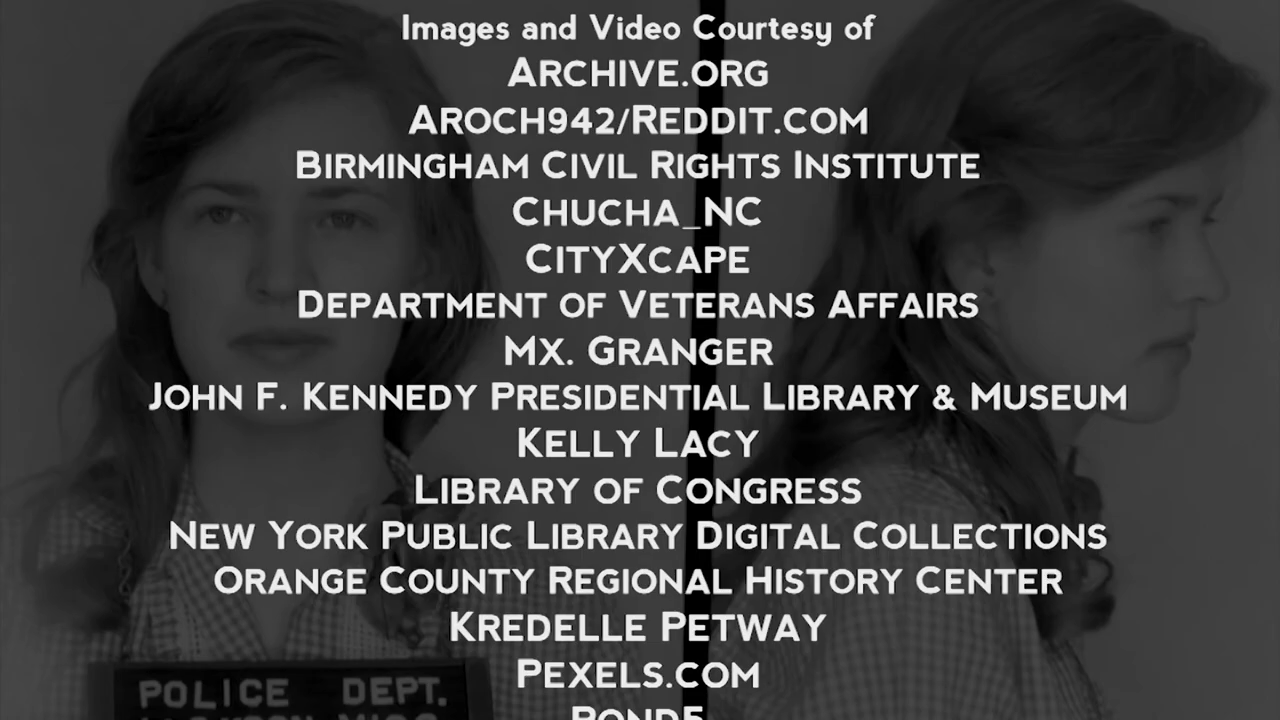 Images and Video Courtesy of
ARCHIVE.ORG
AROCH942/REDDIT.COM
BIRMINGHAM CIVIL RIGHTS INSTITUTE
CHUCHA_NC
CITYXCAPE
DEPARTMENT OF VETERANS AFFAIRS
MX. GRANGER
JOHN F. KENNEDY PRESIDENTIAL LIBRARY & MUSEUM
KELLY LACY
LIBRARY OF CONGRESS
NEW YORK PUBLIC LIBRARY DIGITAL COLLECTIONS
ORANGE COUNTY REGIONAL HISTORY CENTER
KREDELLE PETWAY
PEXELS.COM
POND5
POLICE DEPT.